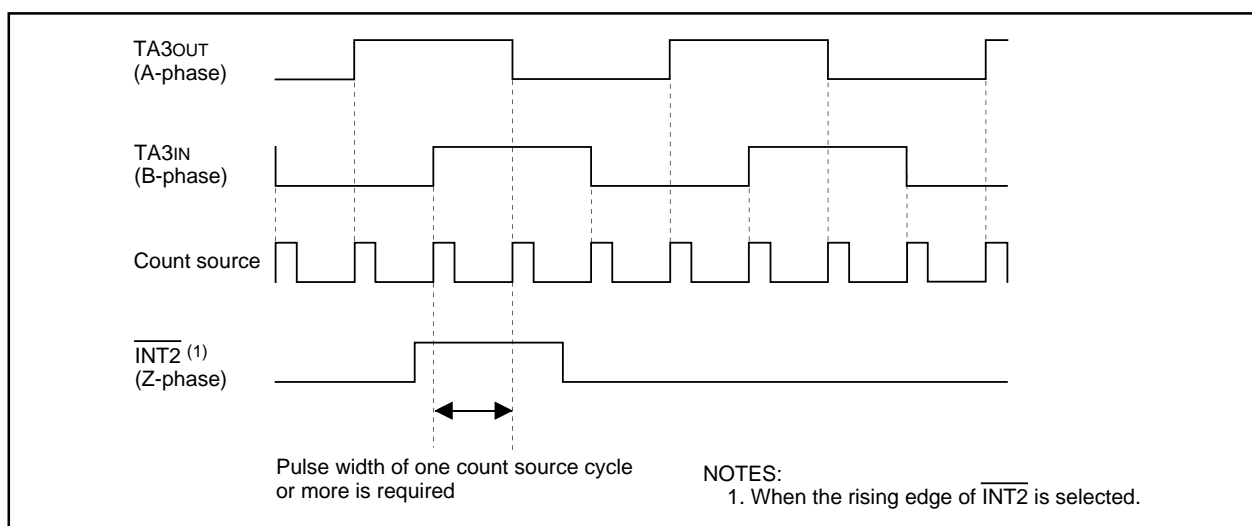 TA3OUT
(A-phase)
TA3IN
(B-phase)
Count source
INT2 (1)
(Z-phase)
Pulse width of one count source cycle
or more is required
NOTES:
1. When the rising edge of INT2 is selected.